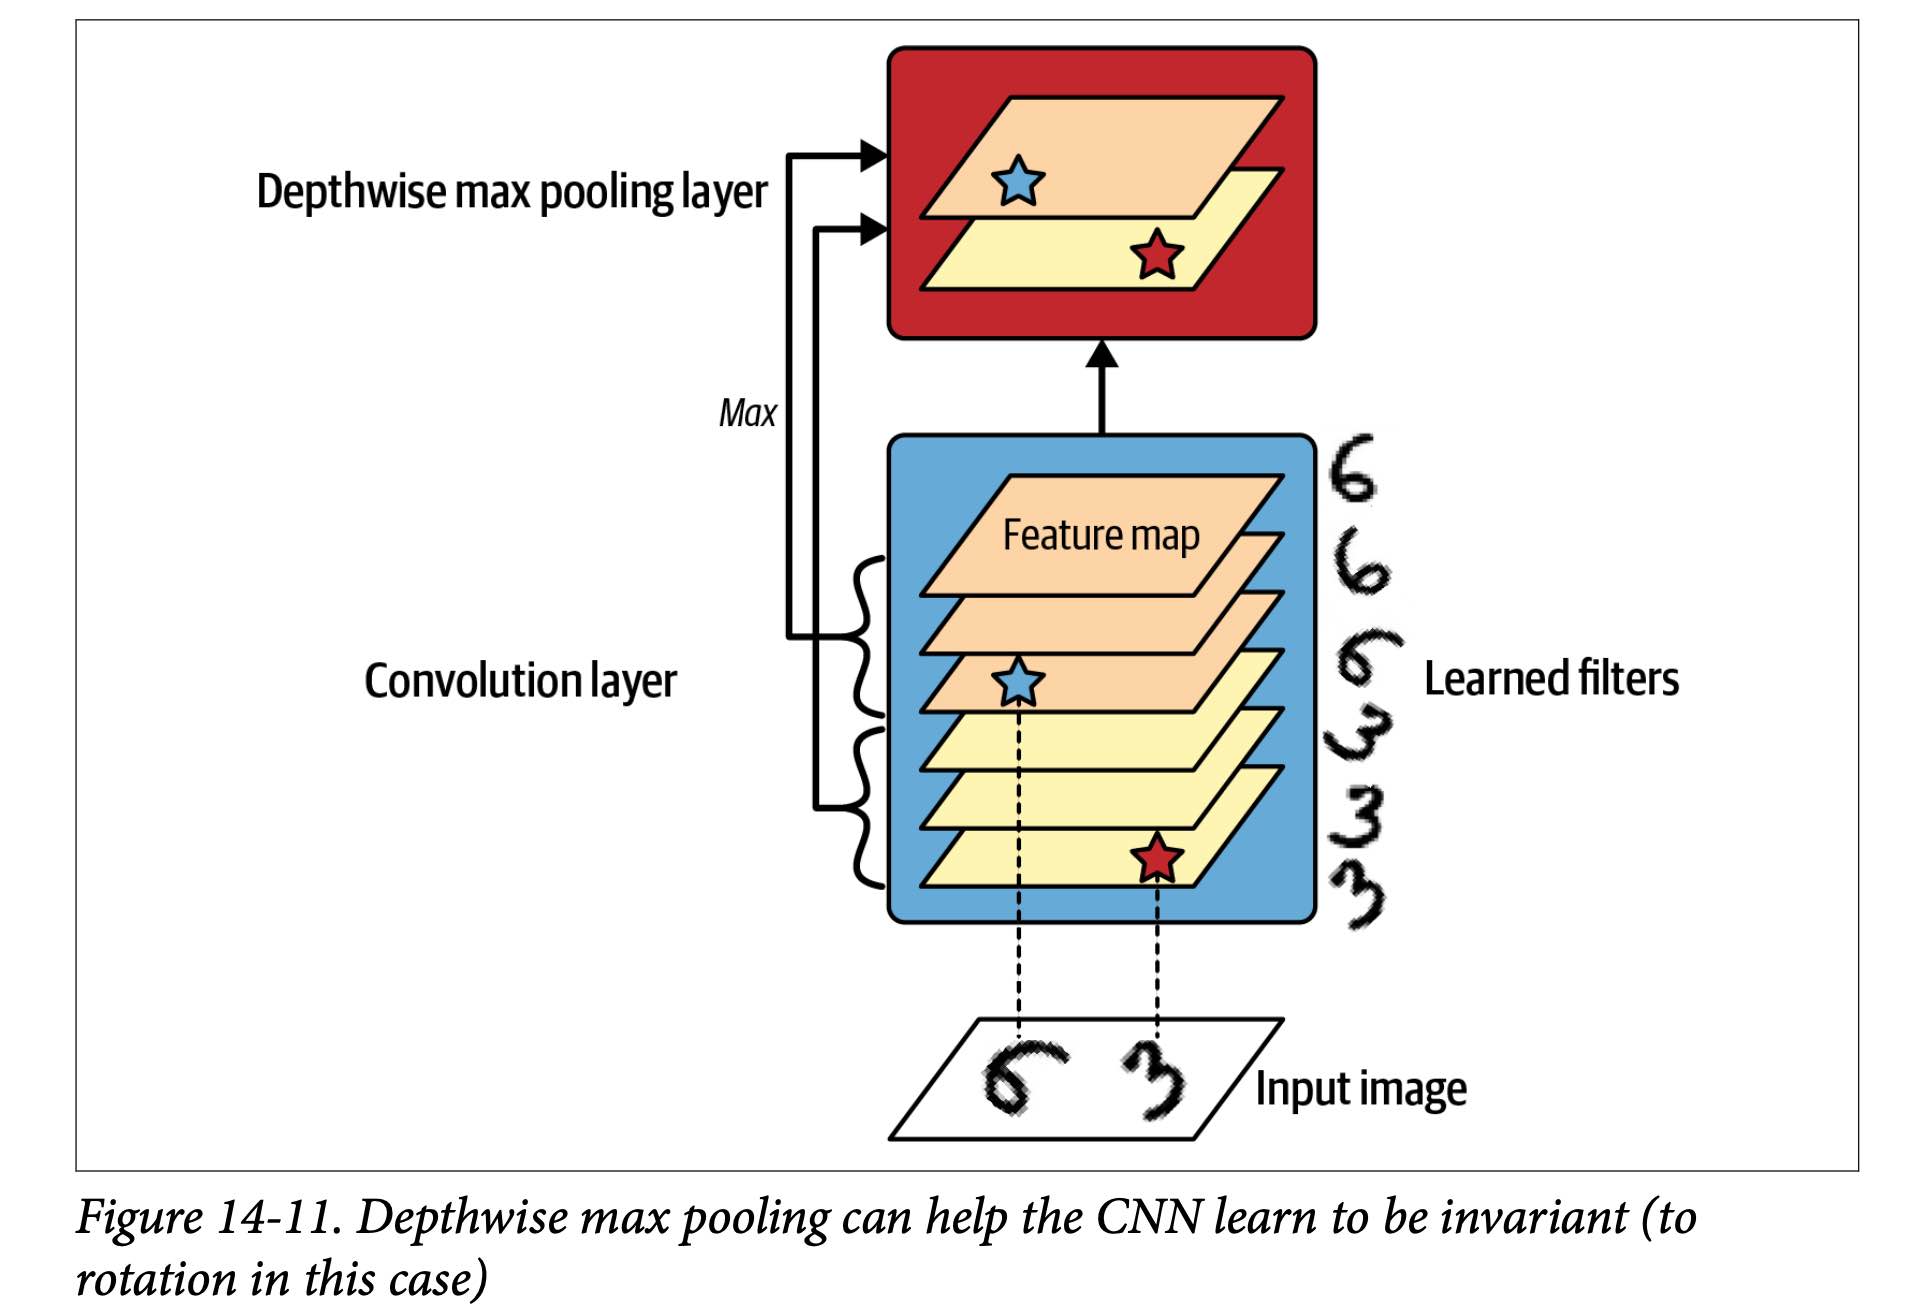 Depthwise max pooling layer
Max
Feature map
Convolution layer
6
6
6
3
3
3
Learned filters
6 3
Input image
Figure 14-11. Depthwise max pooling can help the CNN learn to be invariant (to
rotation in this case)